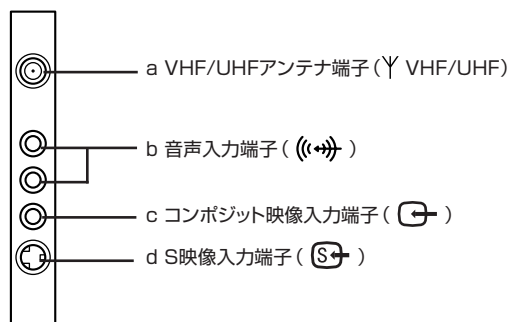 a VHF/UHFアンテナ端子( VHF/UHF)
b 音声入力端子( )
c コンポジット映像入力端子( )
d S映像入力端子( S )